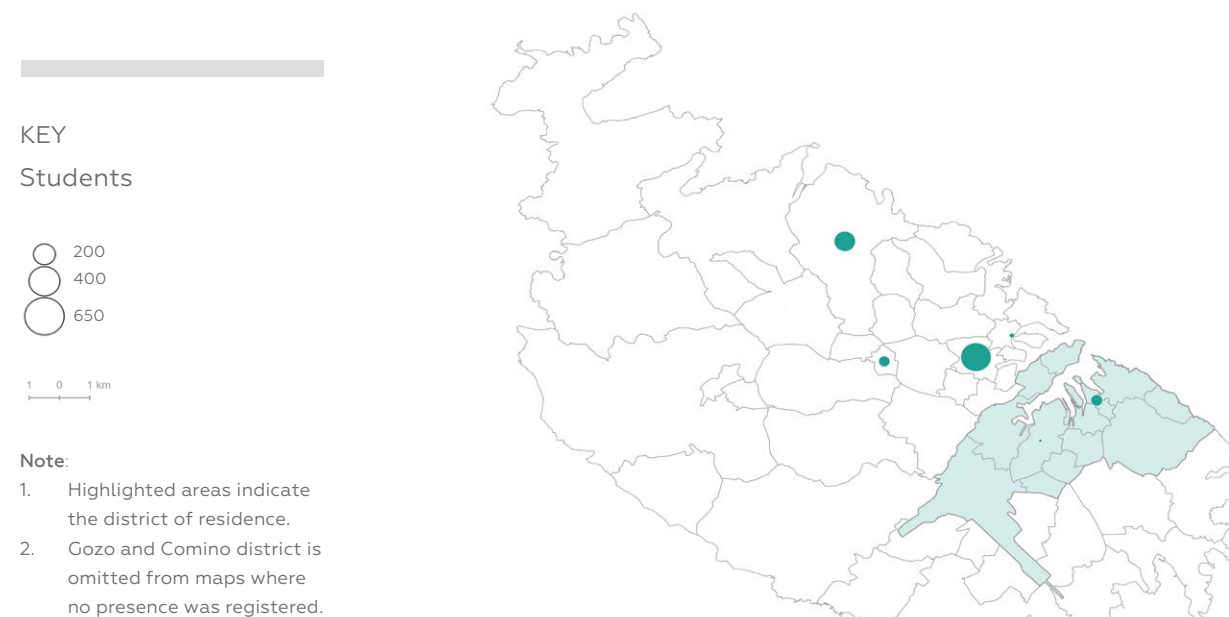 KEY
Students
200
400
650
1 0 1 km
Note:
1. Highlighted areas indicate
the district of residence.
2. Gozo and Comino district is
omitted from maps where
no presence was registered.